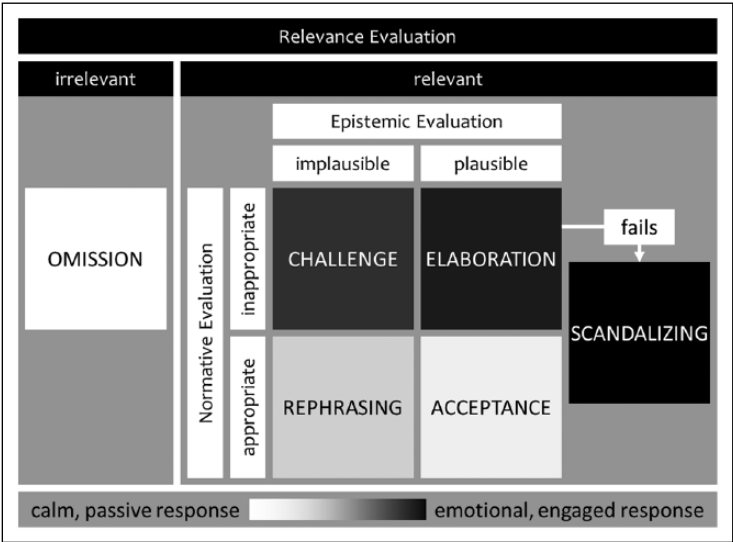 Relevance Evaluation
irrelevant
relevant
Epistemic Evaluation
implausible
plausible
Normative Evaluation
inappropriate
appropriate
OMISSION
CHALLENGE
ELABORATION
fails
SCANDALIZING
REPHRASING
ACCEPTANCE
calm, passive response
emotional, engaged response